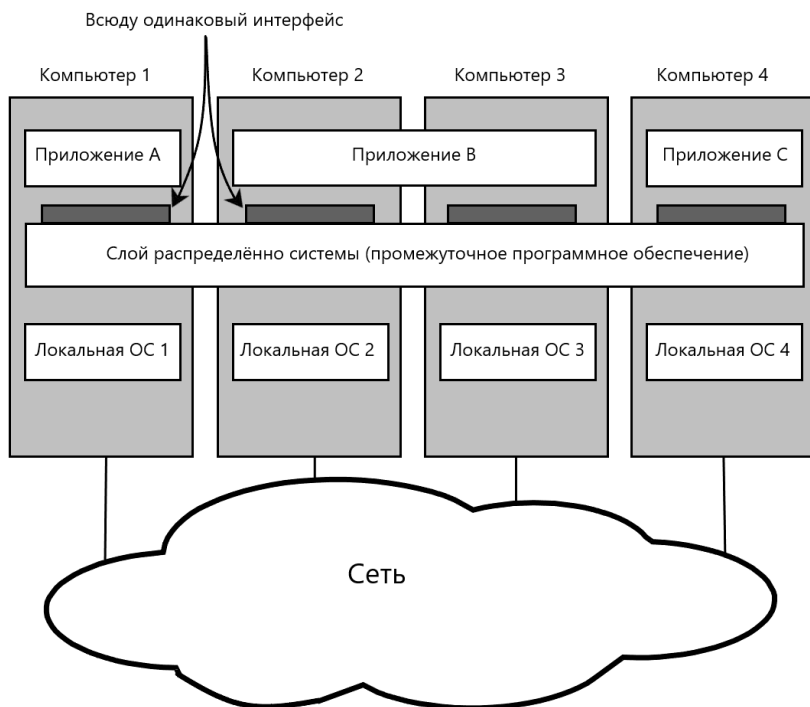 Всюду одинаковый интерфейс
Компьютер 1
Компьютер 2
Компьютер 3
Компьютер 4
Приложение A
Приложение B
Приложение C
Слой распределённо системы (промежуточное программное обеспечение)
Локальная ОС 1
Локальная ОС 2
Локальная ОС 3
Локальная ОС 4
Сеть